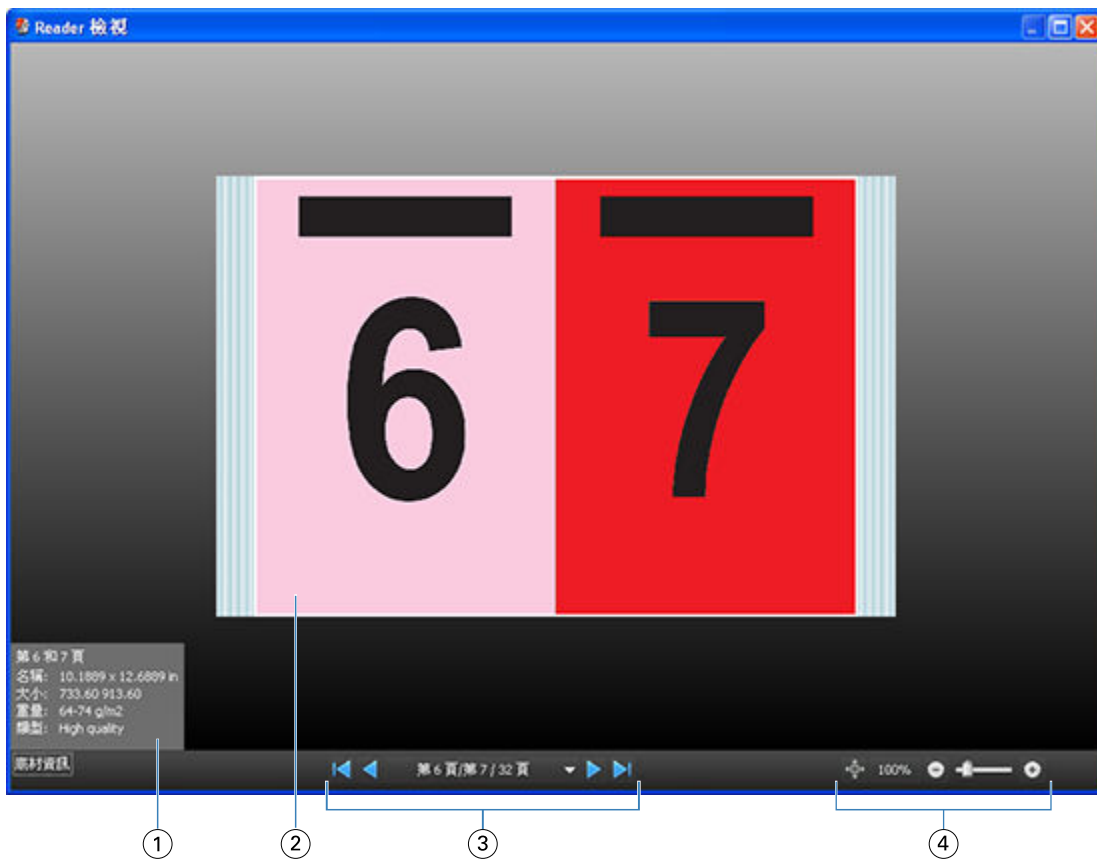 Reader 檢視
6
7
第 6 和 7 頁
名稱: 10.1889 x 12.6889 in
大小: 733.60 913.60
重量: 64-74 g/m2
類型: High quality
紙材資訊
第 6 頁/第 7 / 32 頁
100%
1
2
3
4